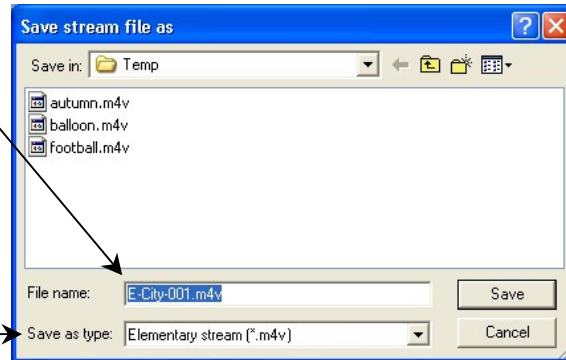 Save stream file as
Save in: Temp
autumn.m4v
balloon.m4v
football.m4v
File name: E-City-001.m4v Save
Save as type: Elementary stream (*.m4v) Cancel